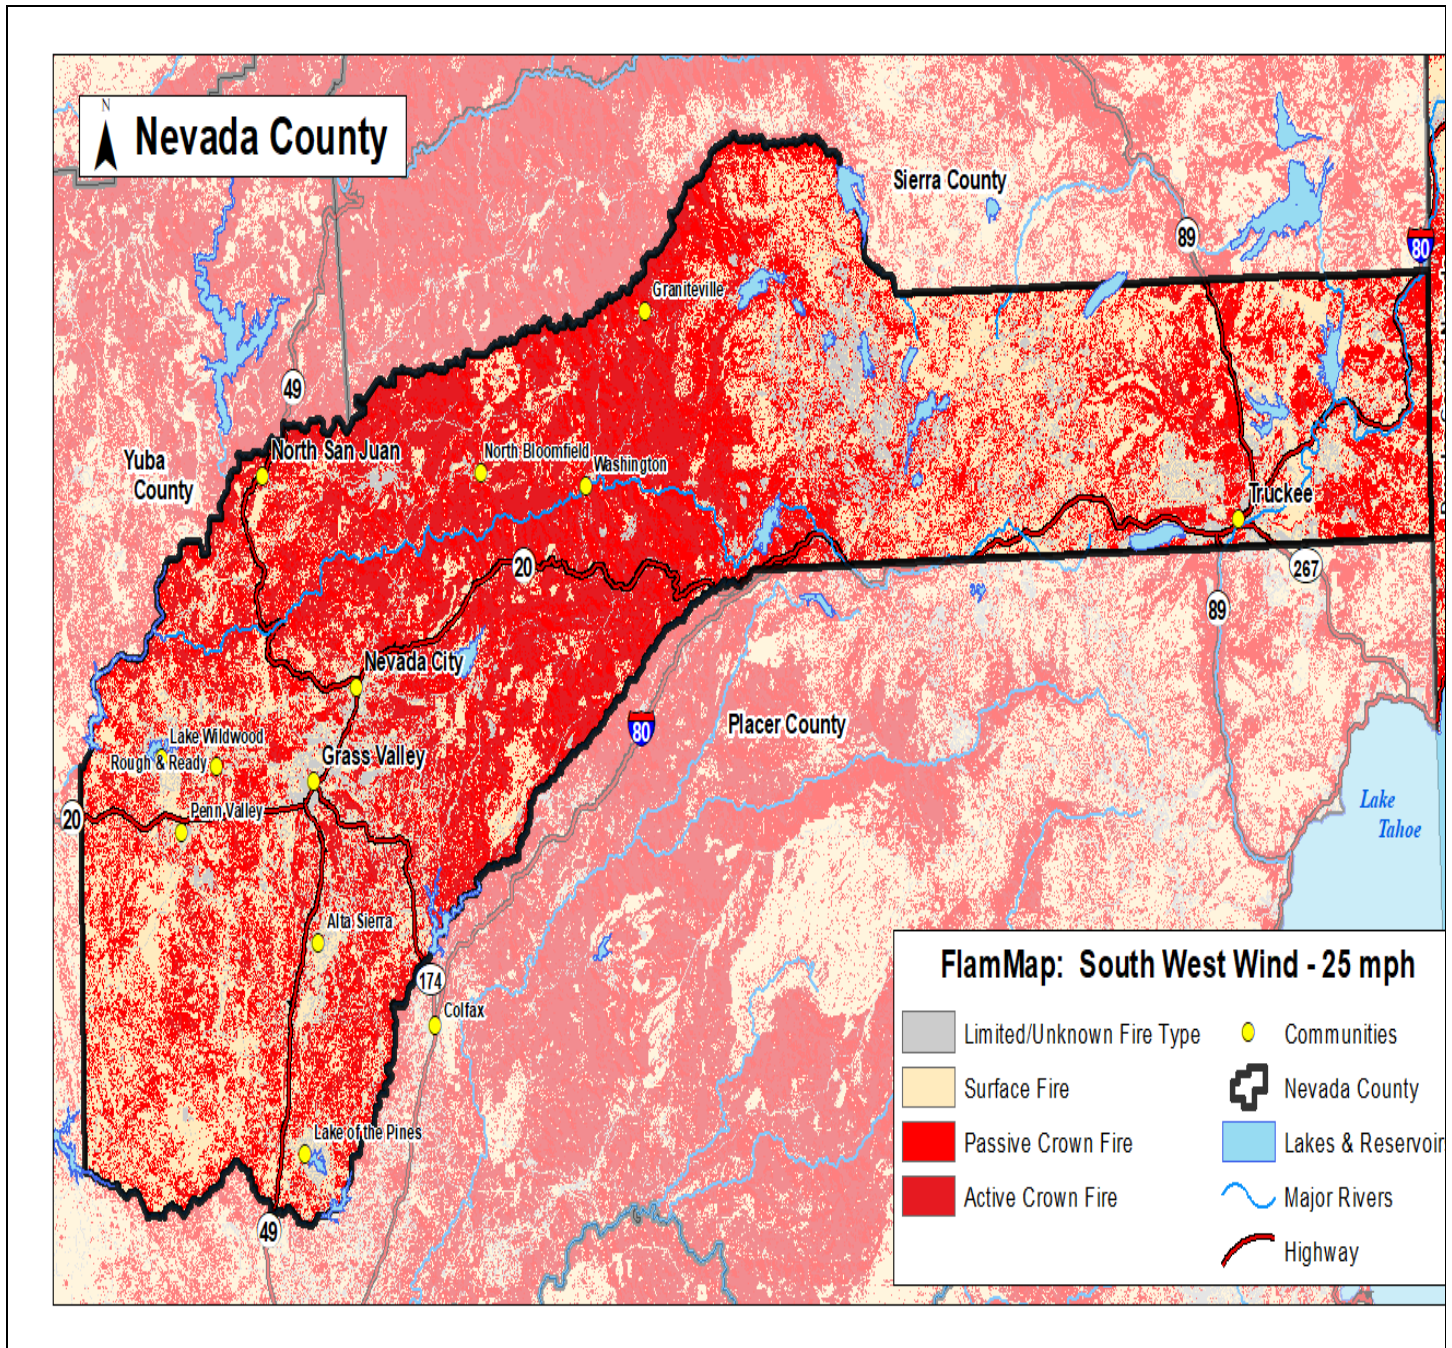 N
Nevada County
Sierra County
89
80
Graniteville
49
Yuba
County
North San Juan
North Bloomfield
Washington
Truckee
20
267
89
Nevada City
80
Placer County
Lake Wildwood
Rough & Ready
Grass Valley
Penn Valley
20
Lake
Tahoe
Alta Sierra
174
Colfax
Lake of the Pines
49
FlamMap: South West Wind - 25 mph
Limited/Unknown Fire Type
Communities
Surface Fire
Nevada County
Passive Crown Fire
Lakes & Reservoir
Active Crown Fire
Major Rivers
Highway